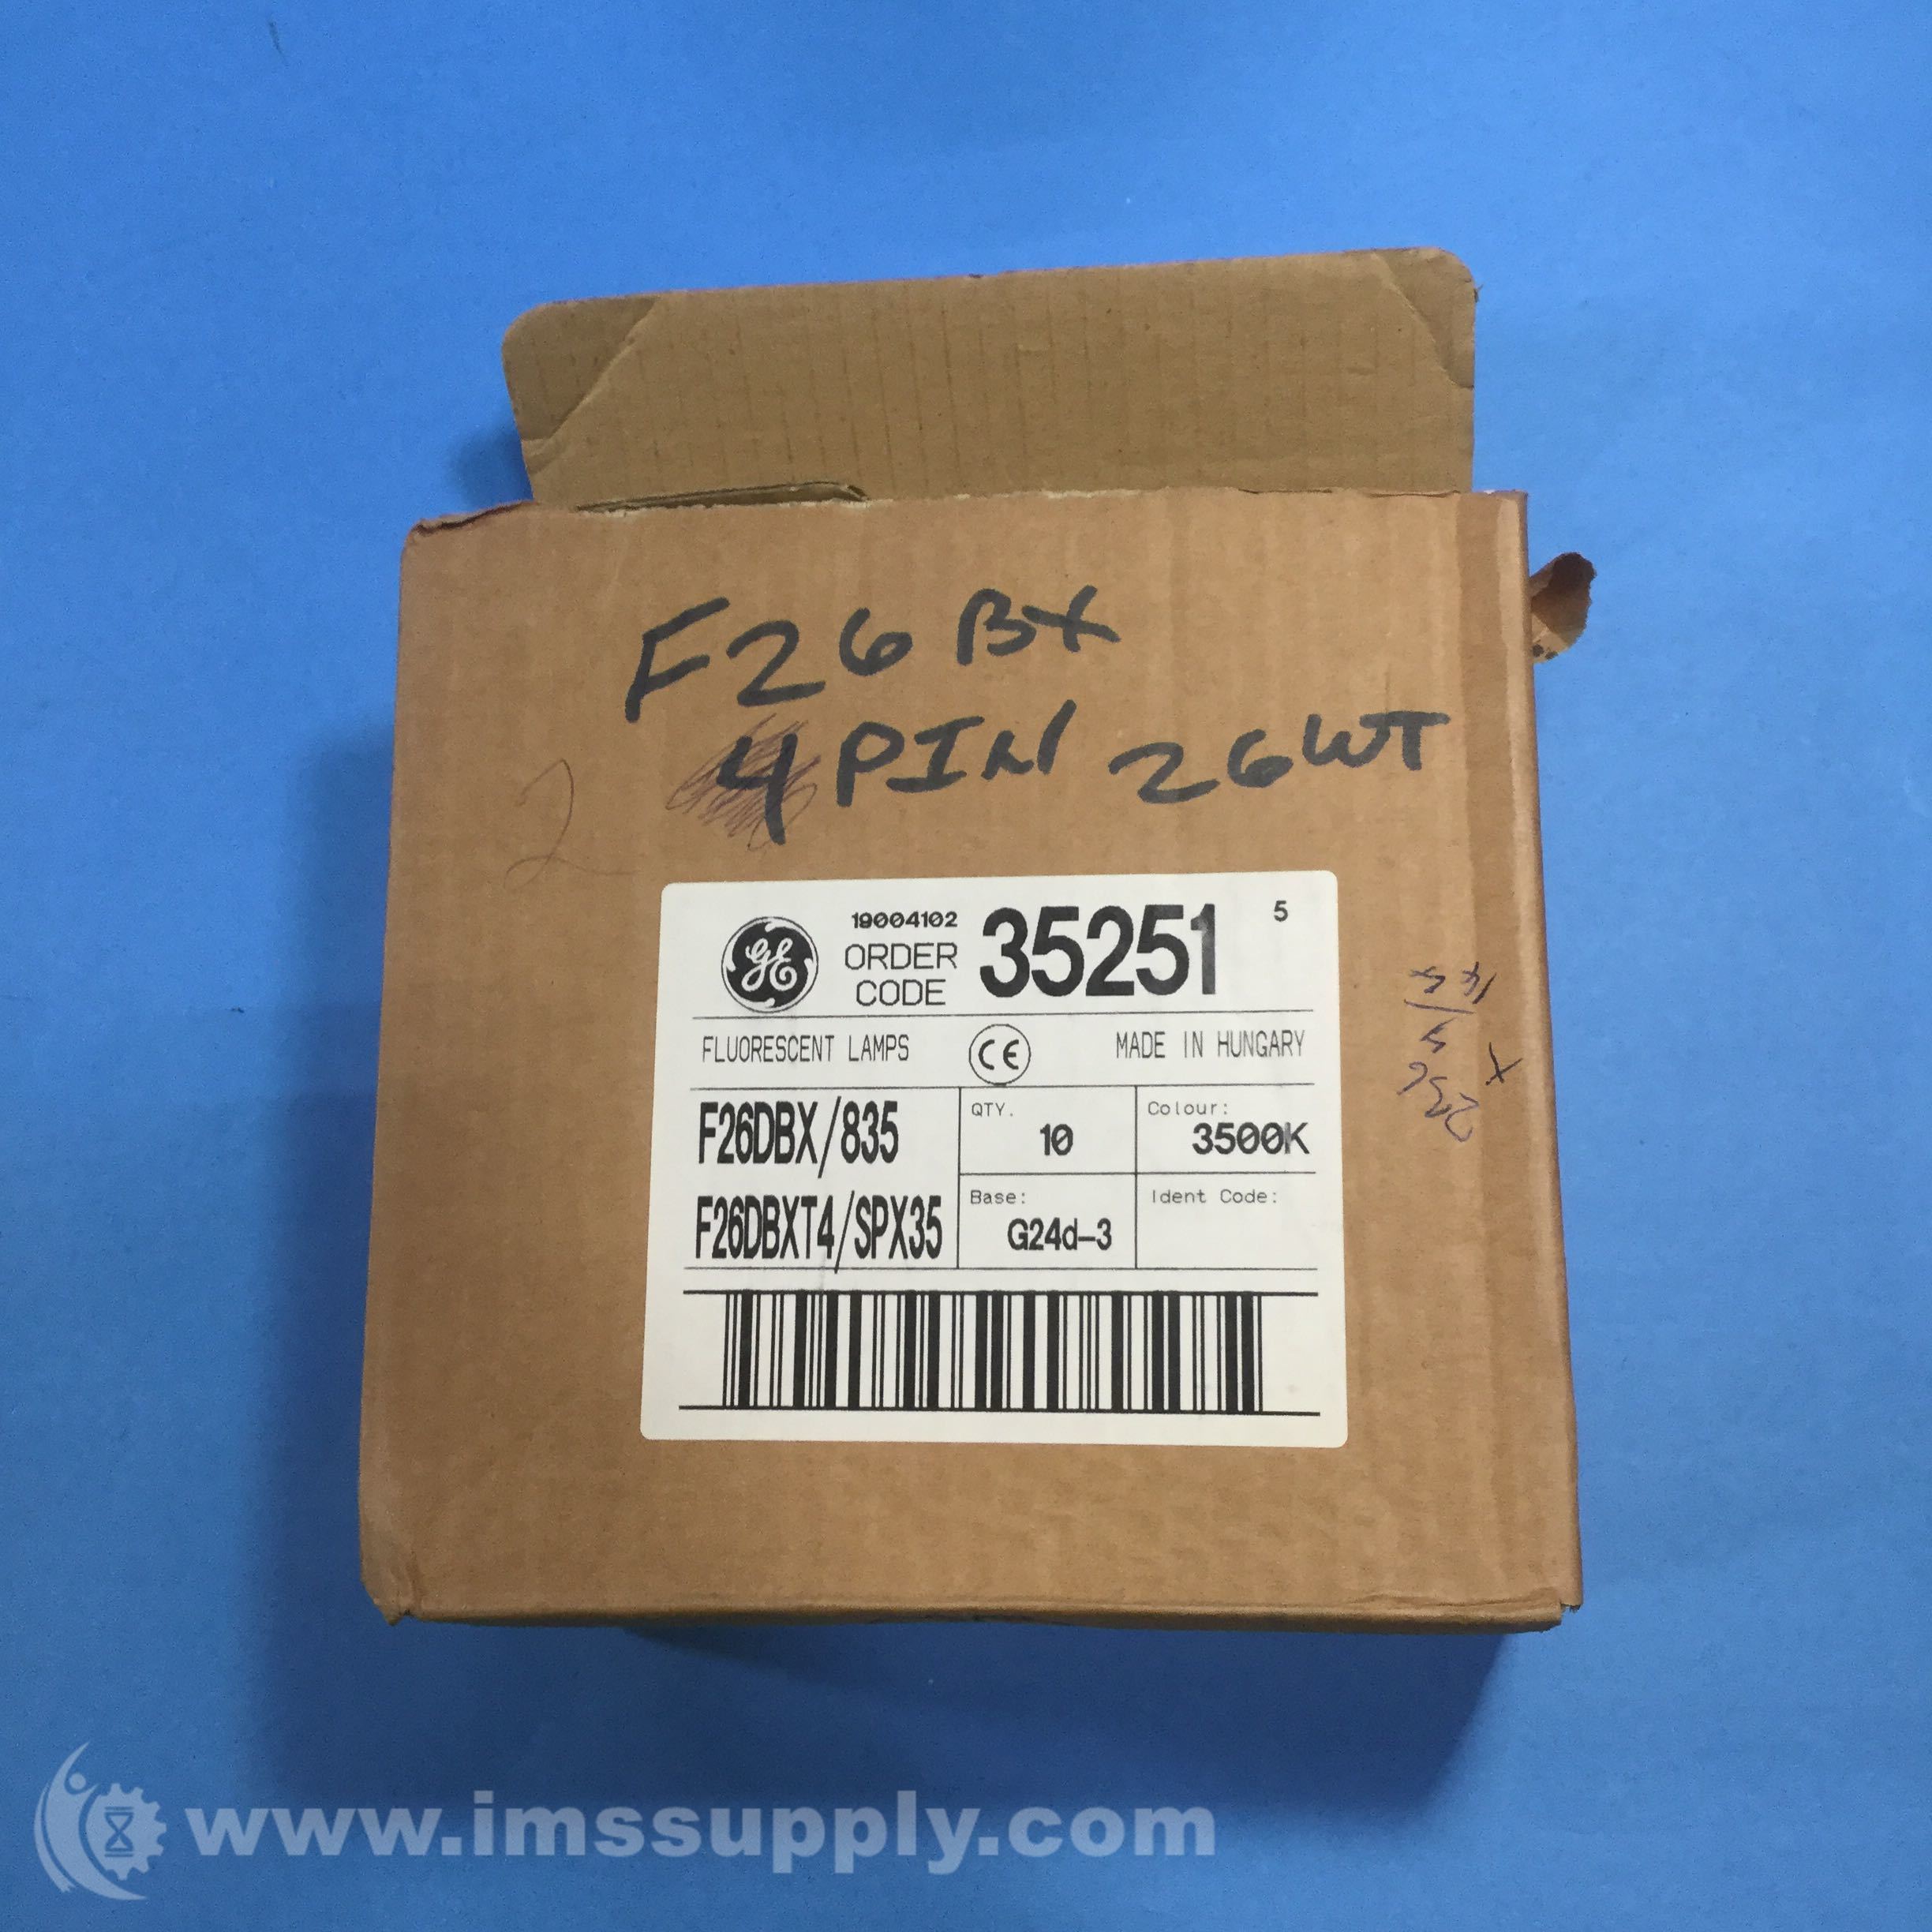 F26 BX
4 PIN 26WT
2
GE
19004102
ORDER CODE
35251
5
FLUORESCENT LAMPS
CE
MADE IN HUNGARY
F26DBX/835
F26DBXT4/SPX35
QTY.
10
Colour:
3500K
Base:
G24d-3
Ident Code:
www.imssupply.com